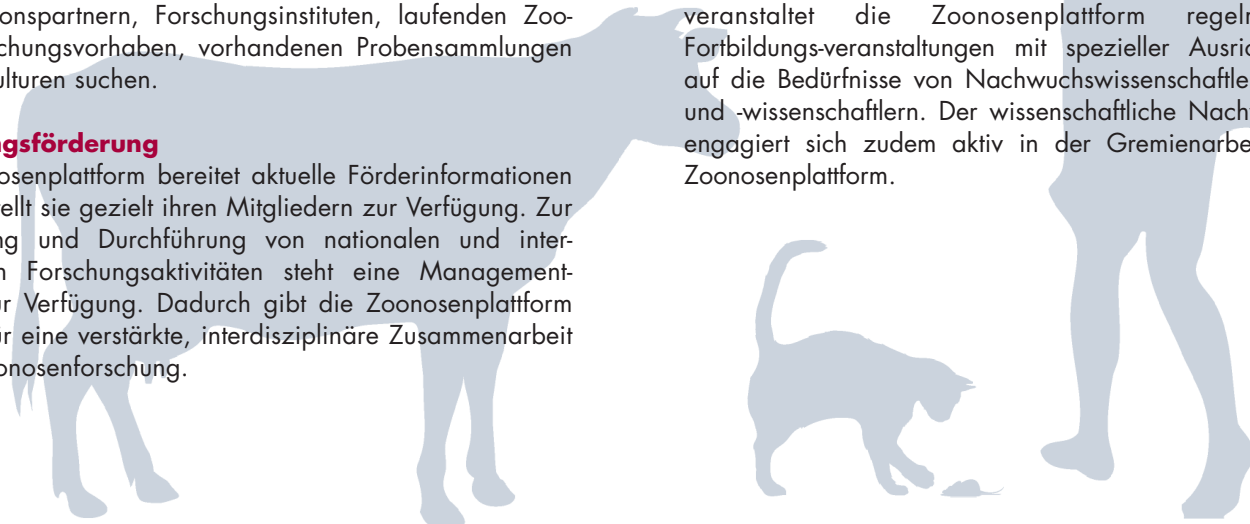 onspartnern, Forschungsinstituten, laufenden Zoo-
chungsvorhaben, vorhandenen Probensammlungen
ulturen suchen.
gsförderung
osenplattform bereitet aktuelle Förderinformationen
ellt sie gezielt ihren Mitgliedern zur Verfügung. Zur
ng und Durchführung von nationalen und inter-
n Forschungsaktivitäten steht eine Management-
ur Verfügung. Dadurch gibt die Zoonosenplattform
ür eine verstärkte, interdisziplinäre Zusammenarbeit
onosenforschung.
veranstaltet die Zoonosenplattform regeln
Fortbildungs-veranstaltungen mit spezieller Ausric
auf die Bedürfnisse von Nachwuchswissenschaftle
und -wissenschaftlern. Der wissenschaftliche Nach
engagiert sich zudem aktiv in der Gremienarbe
Zoonosenplattform.